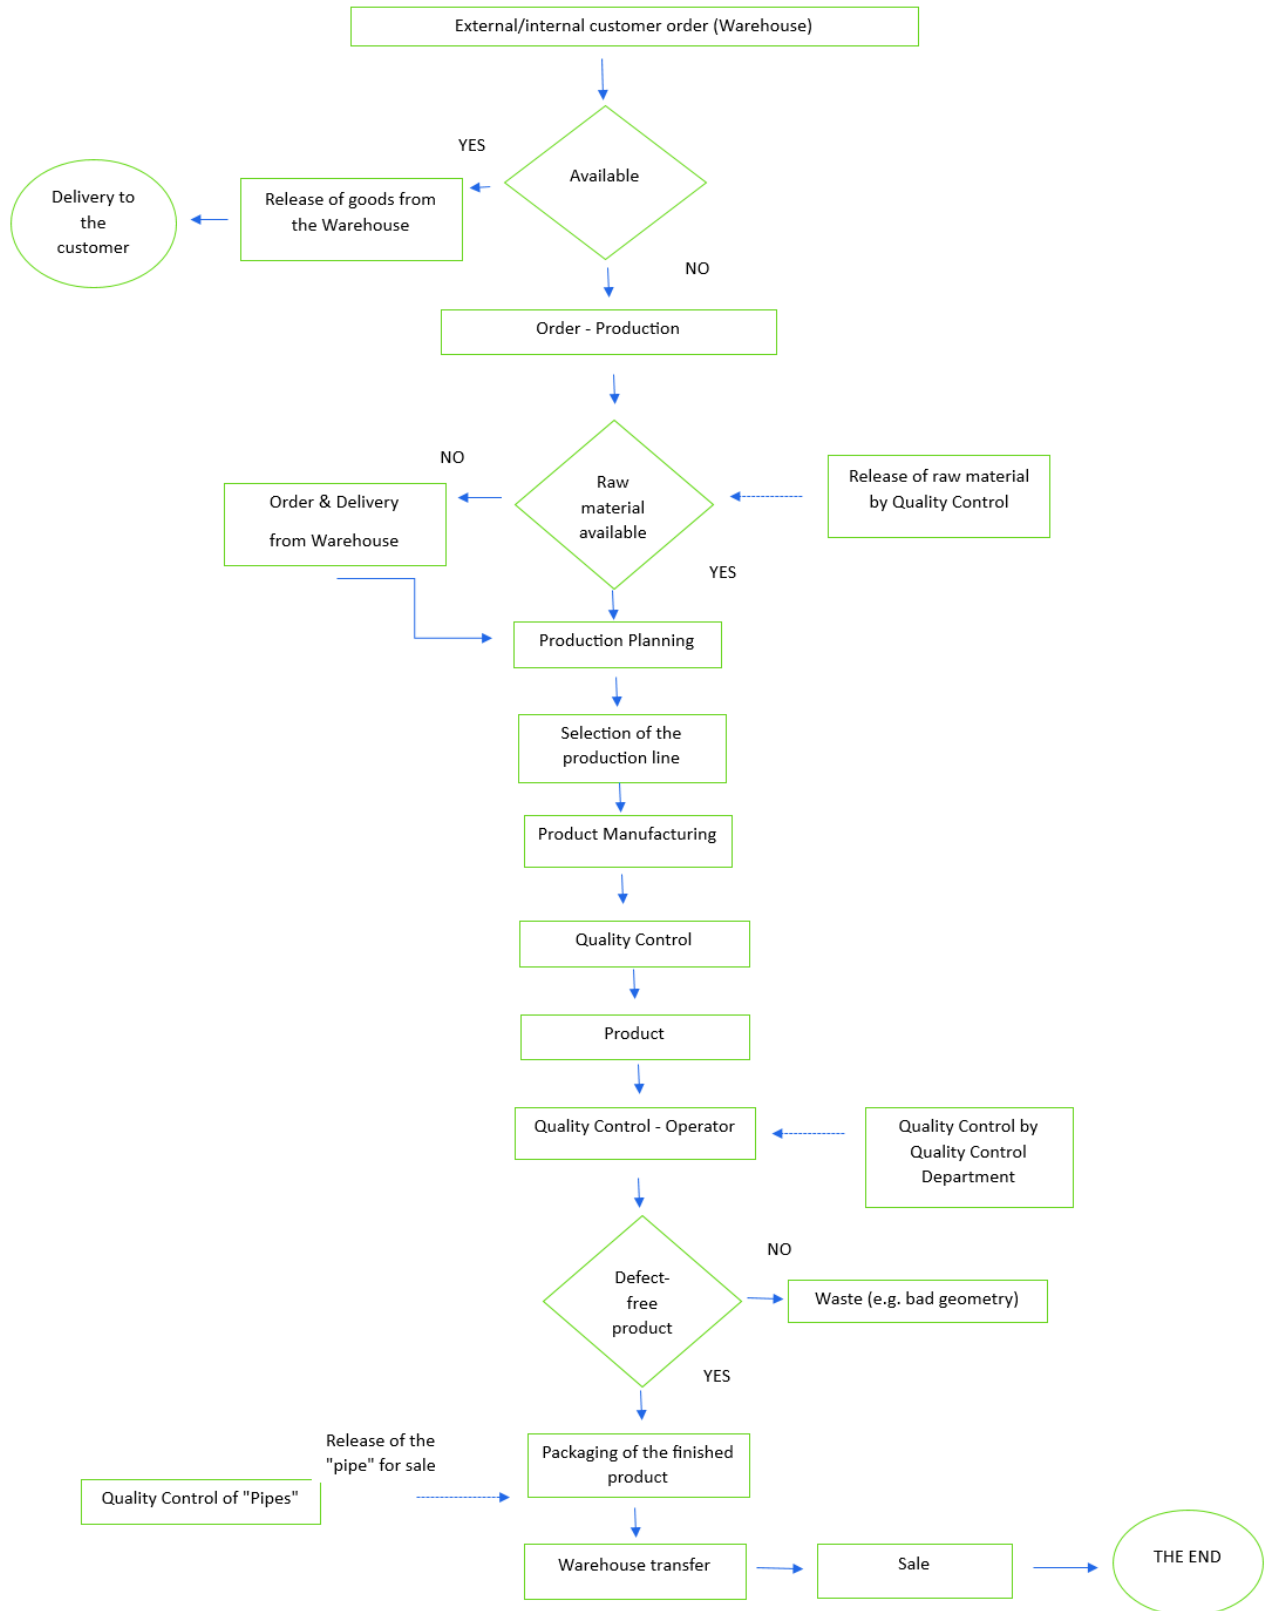 External/internal customer order (Warehouse)
YES
Available
Delivery to
the
customer
Release of goods from
the Warehouse
NO
Order - Production
NO
Raw
material
available
Release of raw material
by Quality Control
Order & Delivery
from Warehouse
YES
Production Planning
Selection of the
production line
Product Manufacturing
Quality Control
Product
Quality Control - Operator
Quality Control by
Quality Control
Department
NO
Defect-
free
product
Waste (e.g. bad geometry)
YES
Release of the
"pipe" for sale
Packaging of the finished
product
Quality Control of "Pipes"
Warehouse transfer
Sale
THE END